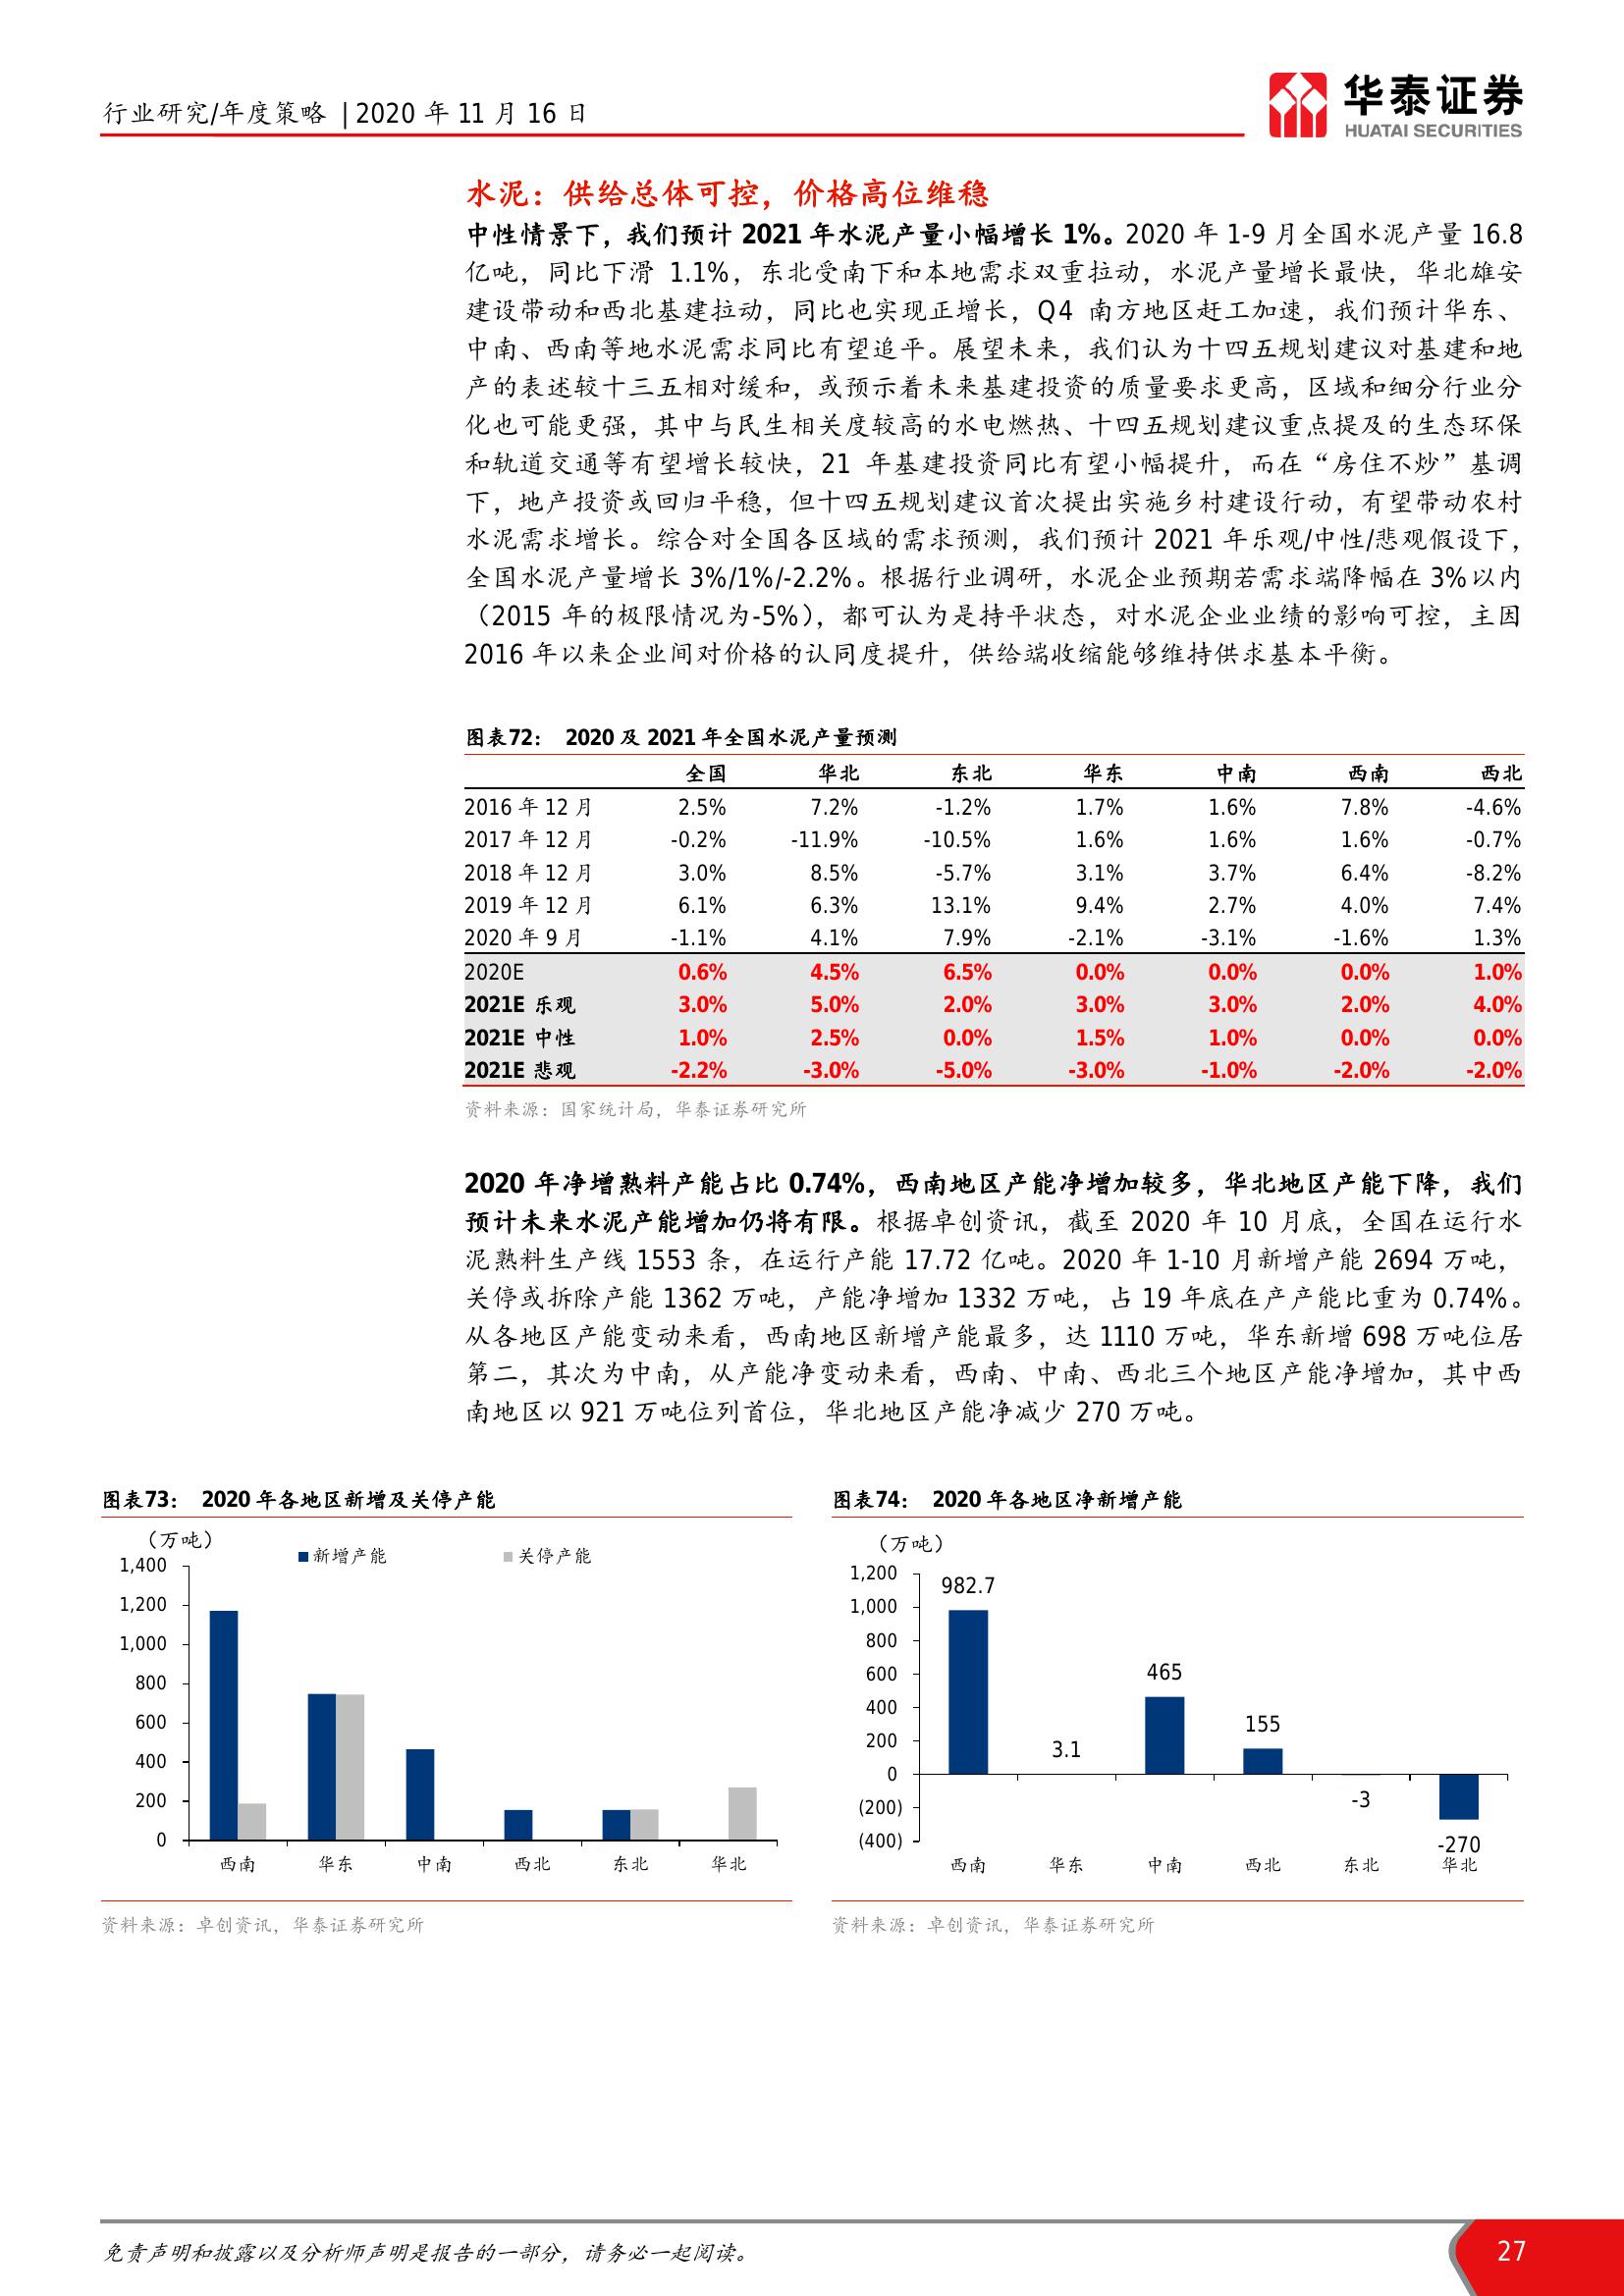 行业研究/年度策略 | 2020 年 11 月 16 日
华泰证券
HUATAI SECURITIES
水泥：供给总体可控，价格高位维稳
中性情景下，我们预计 2021 年水泥产量小幅增长 1%。2020 年 1-9 月全国水泥产量 16.8
亿吨，同比下滑 1.1%，东北受南下和本地需求双重拉动，水泥产量增长最快，华北雄安
建设带动和西北基建拉动，同比也实现正增长，Q4 南方地区赶工加速，我们预计华东、
中南、西南等地水泥需求同比有望追平。展望未来，我们认为十四五规划建议对基建和地
产的表述较十三五相对缓和，或预示着未来基建投资的质量要求更高，区域和细分行业分
化也可能更强，其中与民生相关度较高的水电燃热、十四五规划建议重点提及的生态环保
和轨道交通等有望增长较快，21 年基建投资同比有望小幅提升，而在“房住不炒”基调
下，地产投资或回归平稳，但十四五规划建议首次提出实施乡村建设行动，有望带动农村
水泥需求增长。综合对全国各区域的需求预测，我们预计 2021 年乐观/中性/悲观假设下，
全国水泥产量增长 3%/1%/-2.2%。根据行业调研，水泥企业预期若需求端降幅在 3%以内
（2015 年的极限情况为-5%），都可认为是持平状态，对水泥企业业绩的影响可控，主因
2016 年以来企业间对价格的认同度提升，供给端收缩能够维持供求基本平衡。
图表72： 2020 及 2021 年全国水泥产量预测
全国 华北 东北 华东 中南 西南 西北
2016 年 12 月 2.5% 7.2% -1.2% 1.7% 1.6% 7.8% -4.6%
2017 年 12 月 -0.2% -11.9% -10.5% 1.6% 1.6% 1.6% -0.7%
2018 年 12 月 3.0% 8.5% -5.7% 3.1% 3.7% 6.4% -8.2%
2019 年 12 月 6.1% 6.3% 13.1% 9.4% 2.7% 4.0% 7.4%
2020 年 9 月 -1.1% 4.1% 7.9% -2.1% -3.1% -1.6% 1.3%
2020E 0.6% 4.5% 6.5% 0.0% 0.0% 0.0% 1.0%
2021E 乐观 3.0% 5.0% 2.0% 3.0% 3.0% 2.0% 4.0%
2021E 中性 1.0% 2.5% 0.0% 1.5% 1.0% 0.0% 0.0%
2021E 悲观 -2.2% -3.0% -5.0% -3.0% -1.0% -2.0% -2.0%
资料来源：国家统计局，华泰证券研究所
2020 年净增熟料产能占比 0.74%，西南地区产能净增加较多，华北地区产能下降，我们
预计未来水泥产能增加仍将有限。根据卓创资讯，截至 2020 年 10 月底，全国在运行水
泥熟料生产线 1553 条，在运行产能 17.72 亿吨。2020 年 1-10 月新增产能 2694 万吨，
关停或拆除产能 1362 万吨，产能净增加 1332 万吨，占 19 年底在产产能比重为 0.74%。
从各地区产能变动来看，西南地区新增产能最多，达 1110 万吨，华东新增 698 万吨位居
第二，其次为中南，从产能净变动来看，西南、中南、西北三个地区产能净增加，其中西
南地区以 921 万吨位列首位，华北地区产能净减少 270 万吨。
图表73： 2020 年各地区新增及关停产能
（万吨）
新增产能 关停产能
1,400
1,200
1,000
800
600
400
200
0
西南 华东 中南 西北 东北 华北
资料来源：卓创资讯，华泰证券研究所
图表74： 2020 年各地区净新增产能
（万吨）
1,200
1,000
800
600
400
200
0
(200)
(400)
982.7
3.1
465
155
-3
-270
西南 华东 中南 西北 东北 华北
资料来源：卓创资讯，华泰证券研究所
免责声明和披露以及分析师声明是报告的一部分，请务必一起阅读。
27